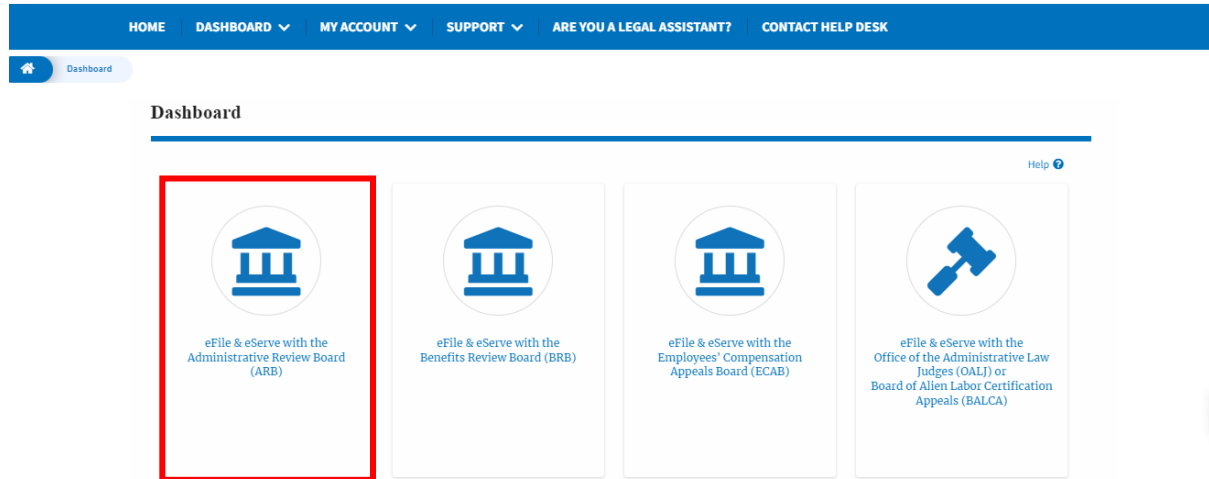 HOME DASHBOARD MY ACCOUNT SUPPORT ARE YOU A LEGAL ASSISTANT? CONTACT HELP DESK
Dashboard
Dashboard
Help
eFile & eServe with the
Administrative Review Board
(ARB)
eFile & eServe with the
Benefits Review Board (BRB)
eFile & eServe with the
Employees' Compensation
Appeals Board (ECAB)
eFile & eServe with the
Office of the Administrative Law
Judges (OALJ) or
Board of Alien Labor Certification
Appeals (BALCA)